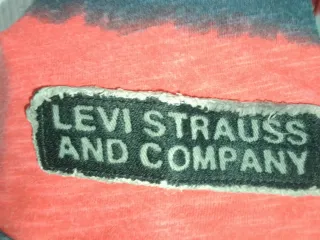 LEVI STRAUSS
AND COMPANY